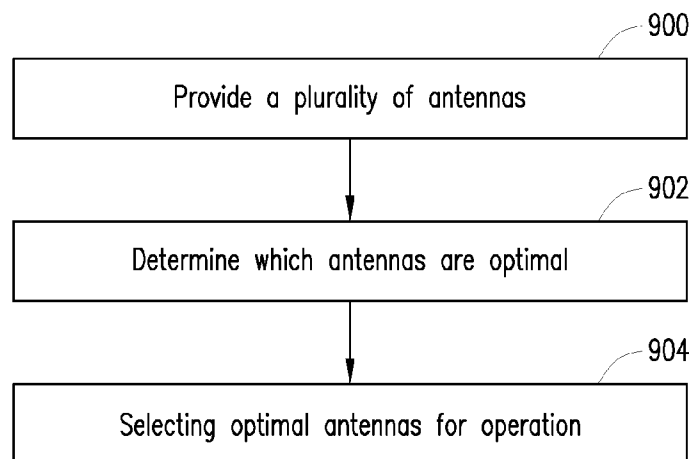 900
Provide a plurality of antennas
902
Determine which antennas are optimal
904
Selecting optimal antennas for operation